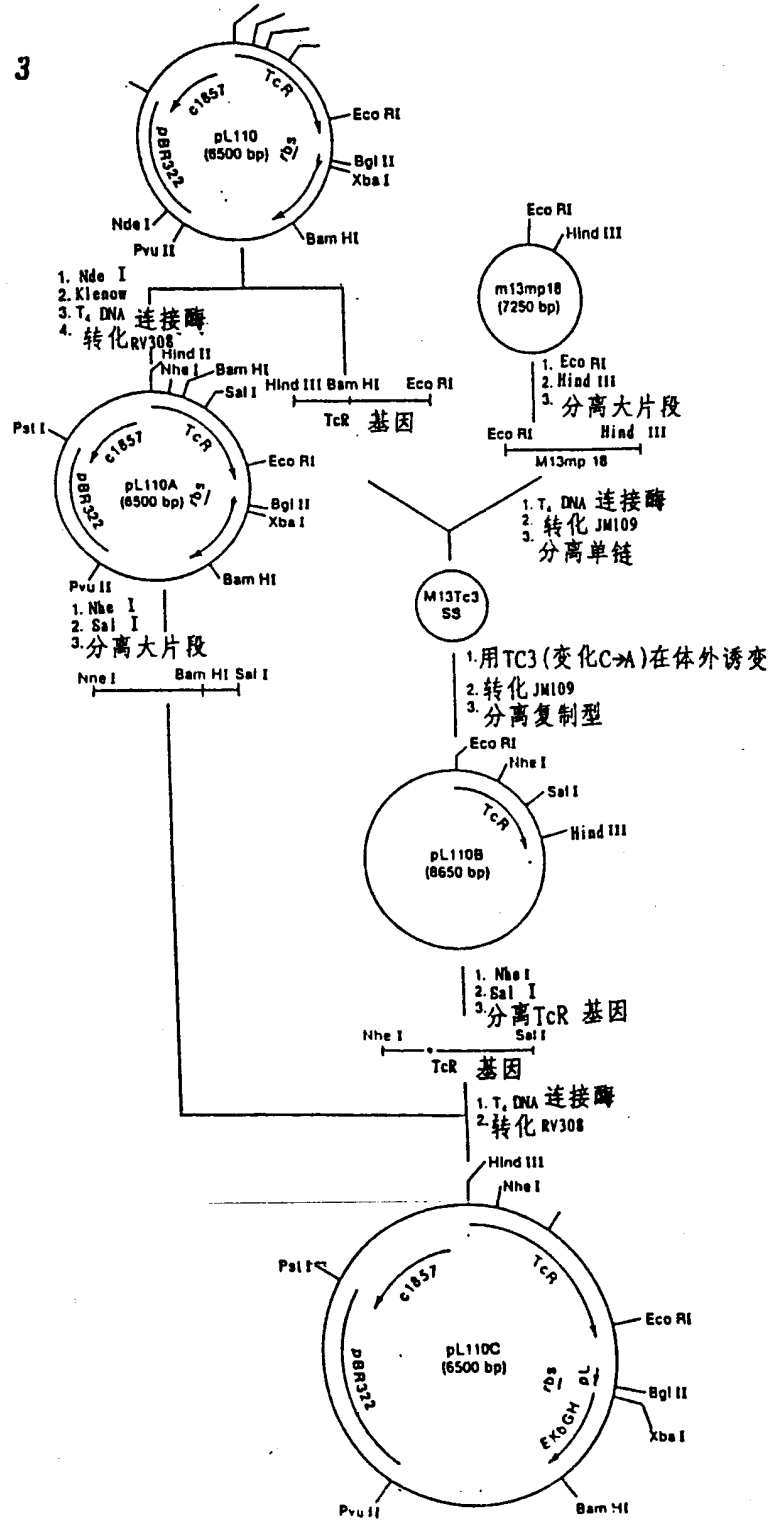 3
TcR
c1857
pL110
(6500 bp)
rbs
pBR322
Eco RI
Bgl II
Xba I
Bam HI
Nde I
Pvu II
1. Nde I
2. Klenow
3. T₄ DNA 连接酶
4. 转化 RV308
Hind III Bam HI Eco RI
TcR 基因
Eco RI
Hind III
m13mp18
(7250 bp)
1. Eco RI
2. Hind III
3. 分离大片段
Eco RI Hind III
M13mp 18
Hind II
Nhe I
Bam HI
Sal I
Pst I
TcR
c1857
pL110A
(6500 bp)
rbs
pBR322
Eco RI
Bgl II
Xba I
Bam HI
Pvu II
1. T₄ DNA 连接酶
2. 转化 JM109
3. 分离单链
M13Tc3
SS
1. Nhe I
2. Sal I
3. 分离大片段
Nne I Bam HI Sal I
1. 用TC3(变化C→A)在体外诱变
2. 转化 JM109
3. 分离复制型
Eco RI
Nhe I
Sal I
TcR
Hind III
pL110B
(8650 bp)
1. Nhe I
2. Sal I
3. 分离TcR 基因
Nhe I Sal I
TcR 基因
1. T₄ DNA 连接酶
2. 转化 RV308
Hind III
Nhe I
Pst I
c1857
TcR
Eco RI
pL110C
(6500 bp)
rbs
pL
pBR322
Bgl II
EKbGH
Xba I
Pvu II
Bam HI